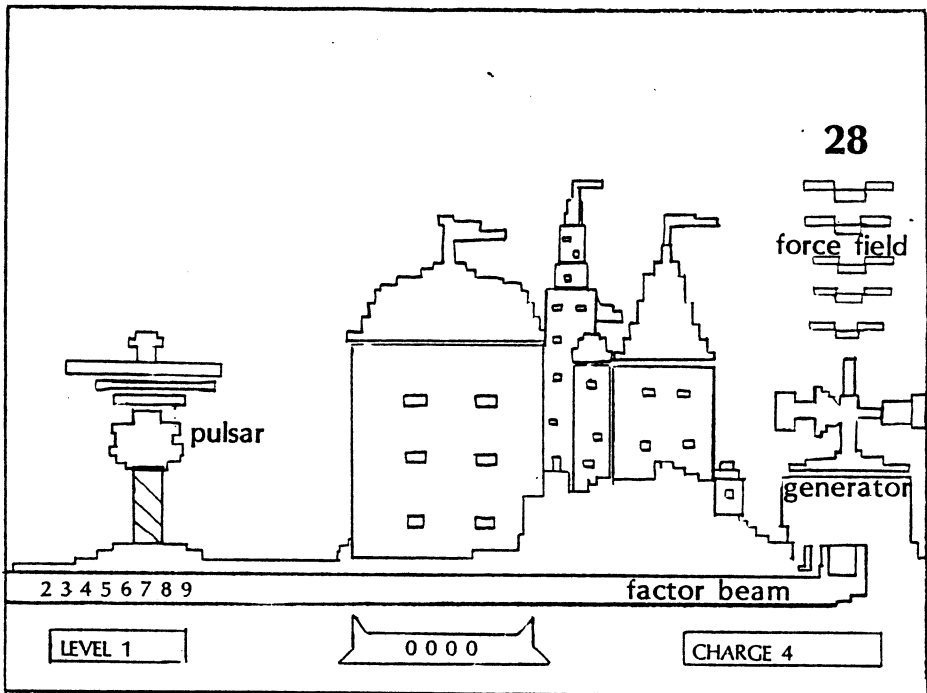 28
force field
pulsar
generator
2 3 4 5 6 7 8 9
factor beam
LEVEL 1
0 0 0 0
CHARGE 4